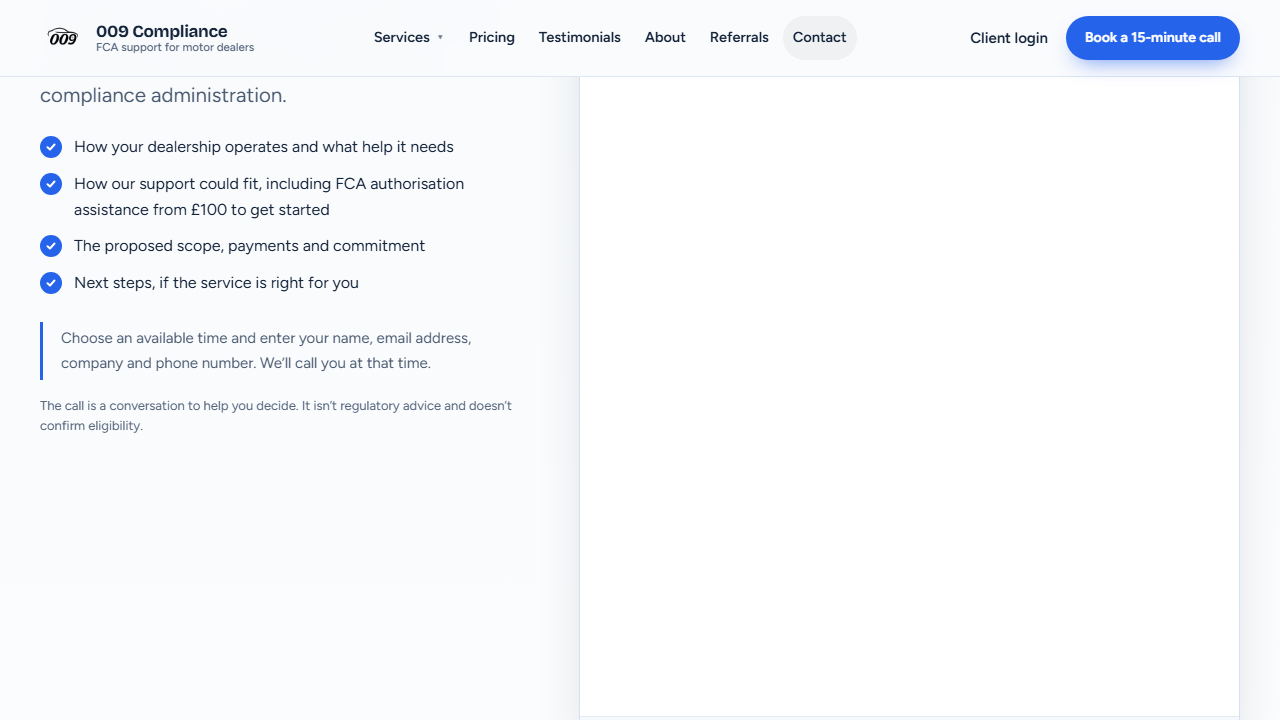 009
009 Compliance
FCA support for motor dealers
Services
Pricing
Testimonials
About
Referrals
Contact
Client login
Book a 15-minute call
compliance administration.
How your dealership operates and what help it needs
How our support could fit, including FCA authorisation
assistance from £100 to get started
The proposed scope, payments and commitment
Next steps, if the service is right for you
Choose an available time and enter your name, email address,
company and phone number. We’ll call you at that time.
The call is a conversation to help you decide. It isn’t regulatory advice and doesn’t
confirm eligibility.